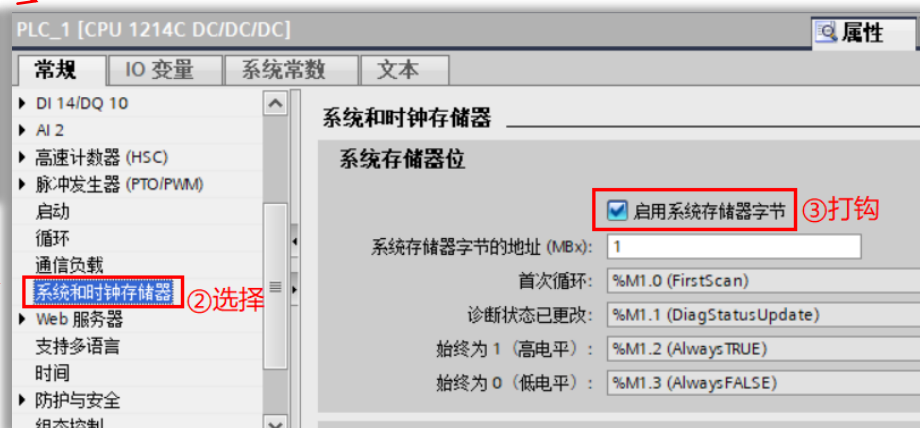 PLC_1 [CPU 1214C DC/DC/DC]
属性
常规 IO 变量 系统常数 文本
DI 14/DQ 10
AI 2
高速计数器 (HSC)
脉冲发生器 (PTO/PWM)
启动
循环
通信负载
系统和时钟存储器
②选择
Web 服务器
支持多语言
时间
防护与安全
组态控制
系统和时钟存储器
系统存储器位
启用系统存储器字节
③打钩
系统存储器字节的地址 (MBx): 1
首次循环: %M1.0 (FirstScan)
诊断状态已更改: %M1.1 (DiagStatusUpdate)
始终为 1（高电平）: %M1.2 (AlwaysTRUE)
始终为 0（低电平）: %M1.3 (AlwaysFALSE)